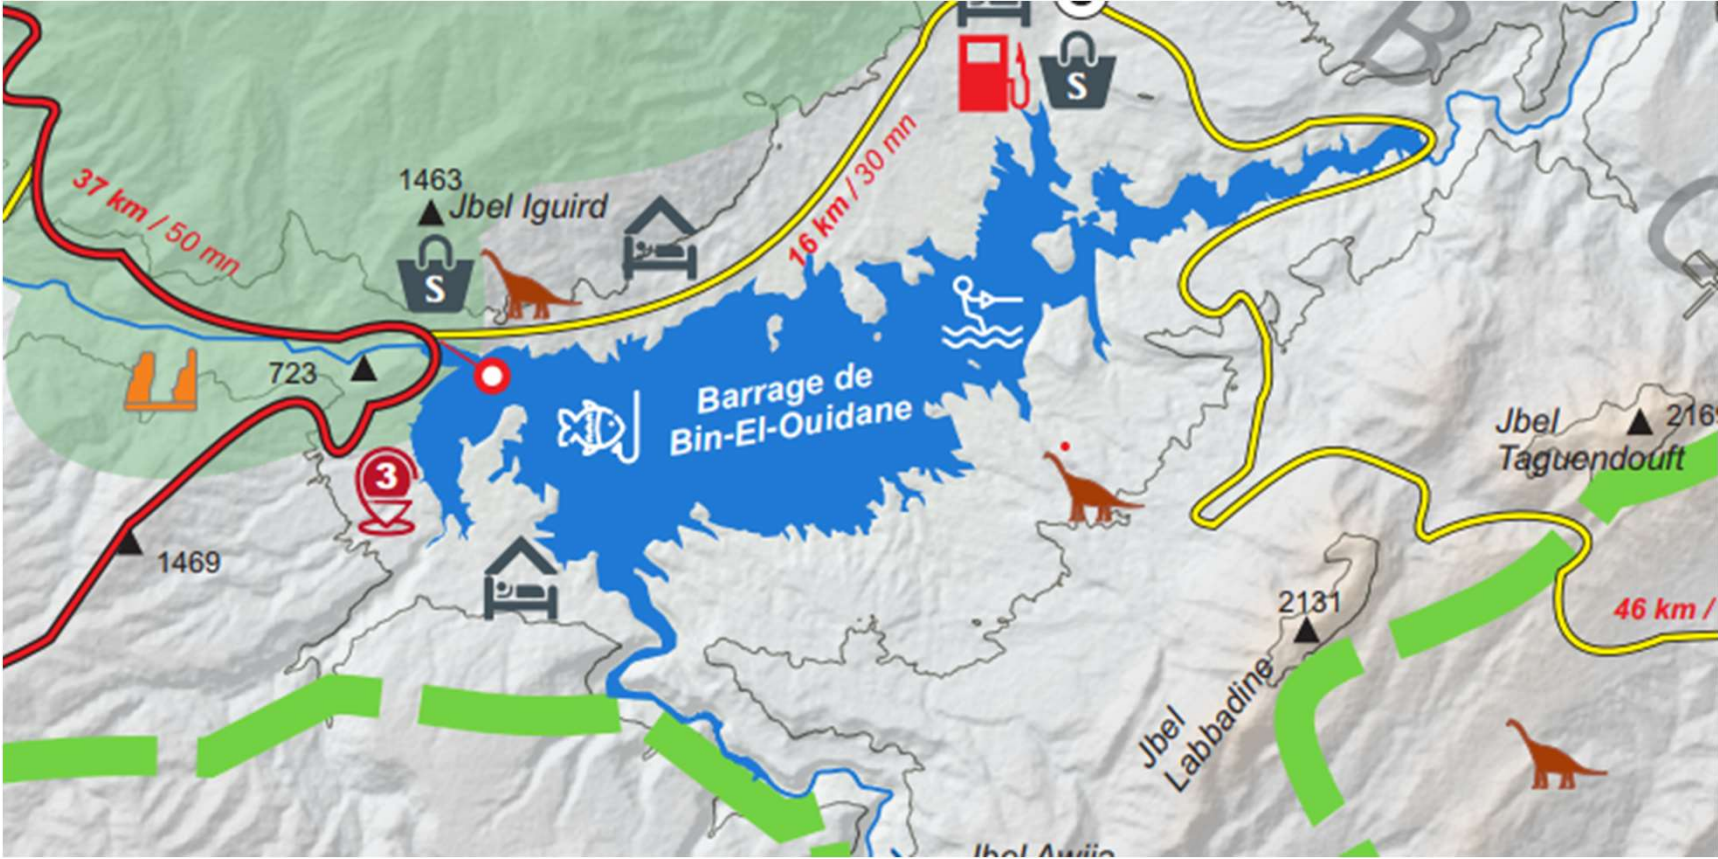 B
S
16 km / 30 mn
37 km / 50 mn
1463
Jbel Iguird
S
723
Barrage de
Bin-El-Ouidane
Jbel
Taguendouft
3
1469
2131
46 km /
Jbel
Labbadine